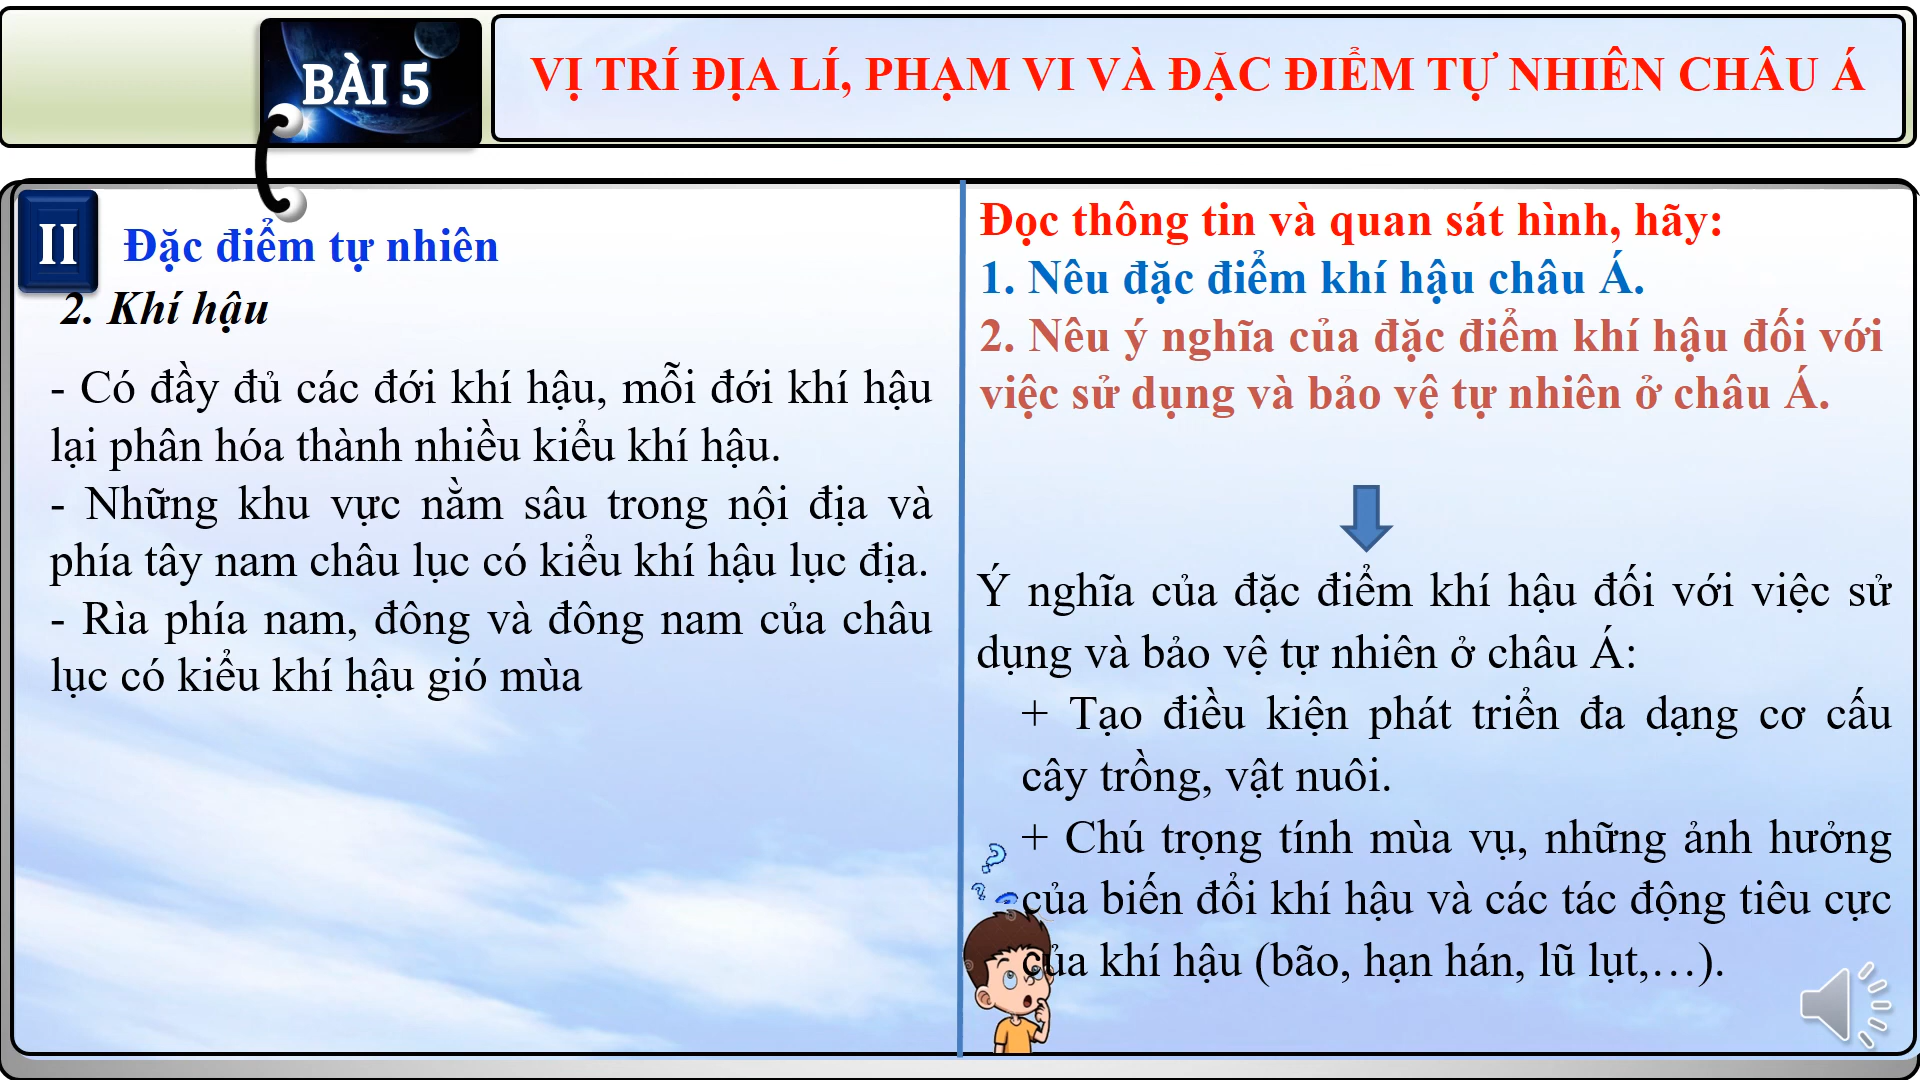 BÀI 5
VỊ TRÍ ĐỊA LÍ, PHẠM VI VÀ ĐẶC ĐIỂM TỰ NHIÊN CHÂU Á
II
Đặc điểm tự nhiên
2. Khí hậu
- Có đầy đủ các đới khí hậu, mỗi đới khí hậu
lại phân hóa thành nhiều kiểu khí hậu.
- Những khu vực nằm sâu trong nội địa và
phía tây nam châu lục có kiểu khí hậu lục địa.
- Rìa phía nam, đông và đông nam của châu
lục có kiểu khí hậu gió mùa
Đọc thông tin và quan sát hình, hãy:
1. Nêu đặc điểm khí hậu châu Á.
2. Nêu ý nghĩa của đặc điểm khí hậu đối với
việc sử dụng và bảo vệ tự nhiên ở châu Á.
Ý nghĩa của đặc điểm khí hậu đối với việc sử
dụng và bảo vệ tự nhiên ở châu Á:
+ Tạo điều kiện phát triển đa dạng cơ cấu
cây trồng, vật nuôi.
+ Chú trọng tính mùa vụ, những ảnh hưởng
của biến đổi khí hậu và các tác động tiêu cực
của khí hậu (bão, hạn hán, lũ lụt,…).